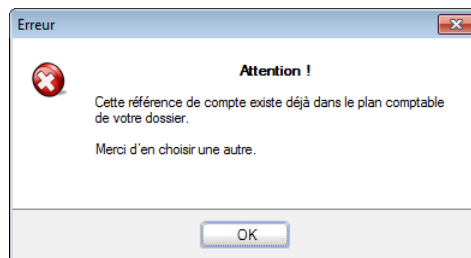 Erreur
Attention !
Cette référence de compte existe déjà dans le plan comptable
de votre dossier.
Merci d'en choisir une autre.
OK